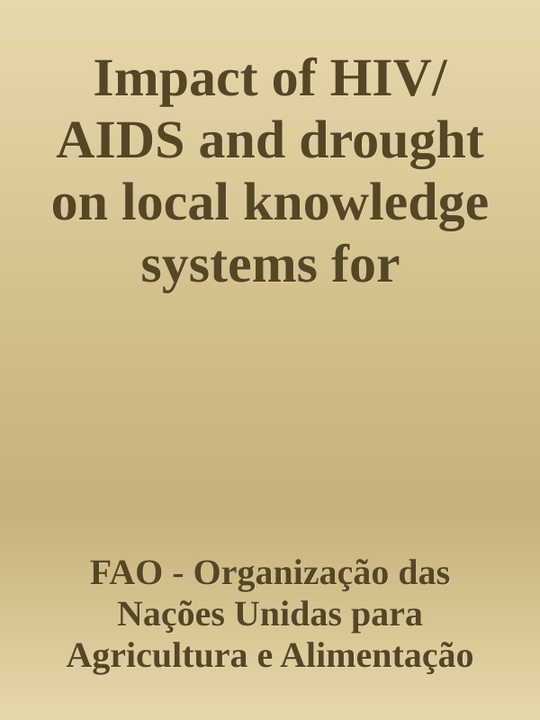 Impact of HIV/
AIDS and drought
on local knowledge
systems for
FAO - Organização das
Nações Unidas para
Agricultura e Alimentação